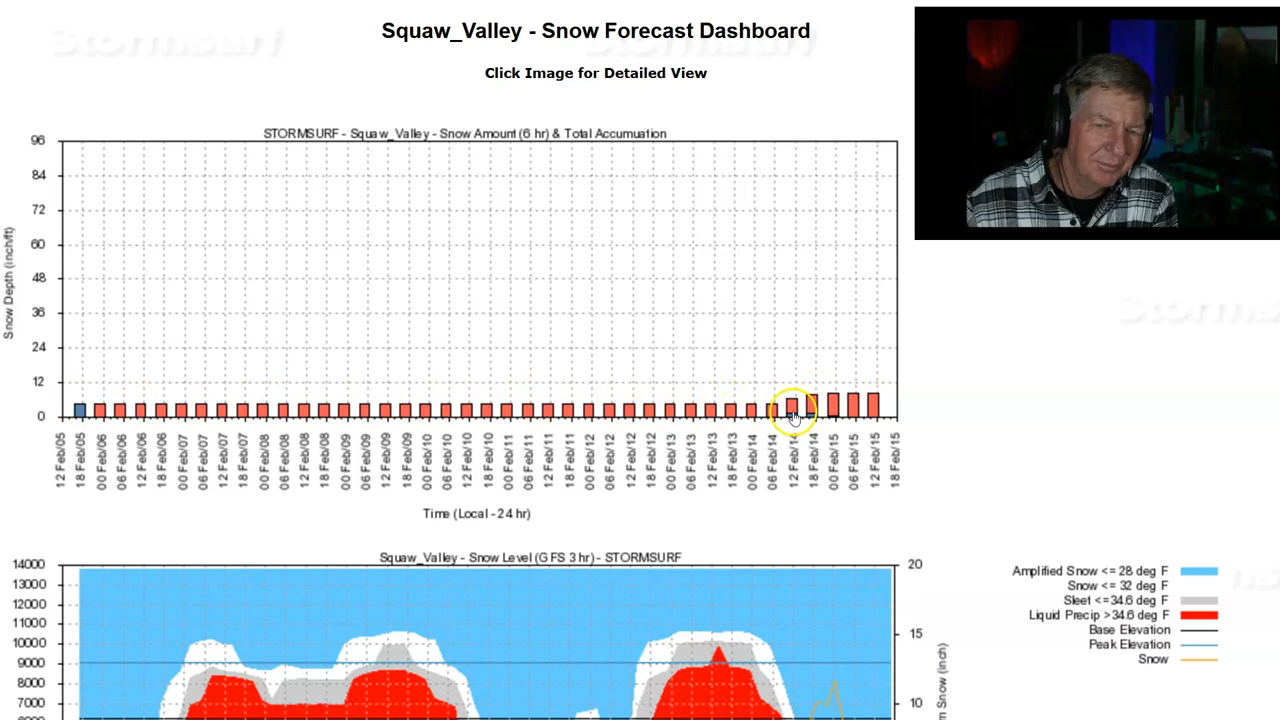 Stormsurf
Stormsurf
Squaw_Valley - Snow Forecast Dashboard
Click Image for Detailed View
STORMSURF - Squaw_Valley - Snow Amount (6 hr) & Total Accumuation
Snow Depth (inch/ft)
96
84
72
60
48
36
24
12
0
12 Feb/05
18 Feb/05
00 Feb/06
06 Feb/06
12 Feb/06
18 Feb/06
00 Feb/07
06 Feb/07
12 Feb/07
18 Feb/07
00 Feb/08
06 Feb/08
12 Feb/08
18 Feb/08
00 Feb/09
06 Feb/09
12 Feb/09
18 Feb/09
00 Feb/10
06 Feb/10
12 Feb/10
18 Feb/10
00 Feb/11
06 Feb/11
12 Feb/11
18 Feb/11
00 Feb/12
06 Feb/12
12 Feb/12
18 Feb/12
00 Feb/13
06 Feb/13
12 Feb/13
18 Feb/13
00 Feb/14
06 Feb/14
12 Feb/14
18 Feb/14
00 Feb/15
06 Feb/15
12 Feb/15
18 Feb/15
Time (Local - 24 hr)
Storms
Squaw_Valley - Snow Level (GFS 3 hr) - STORMSURF
14000
13000
12000
11000
10000
9000
8000
7000
20
15
10
m Snow (inch)
Amplified Snow <= 28 deg F
Snow <= 32 deg F
Sleet <=34.6 deg F
Liquid Precip >34.6 deg F
Base Elevation
Peak Elevation
Snow